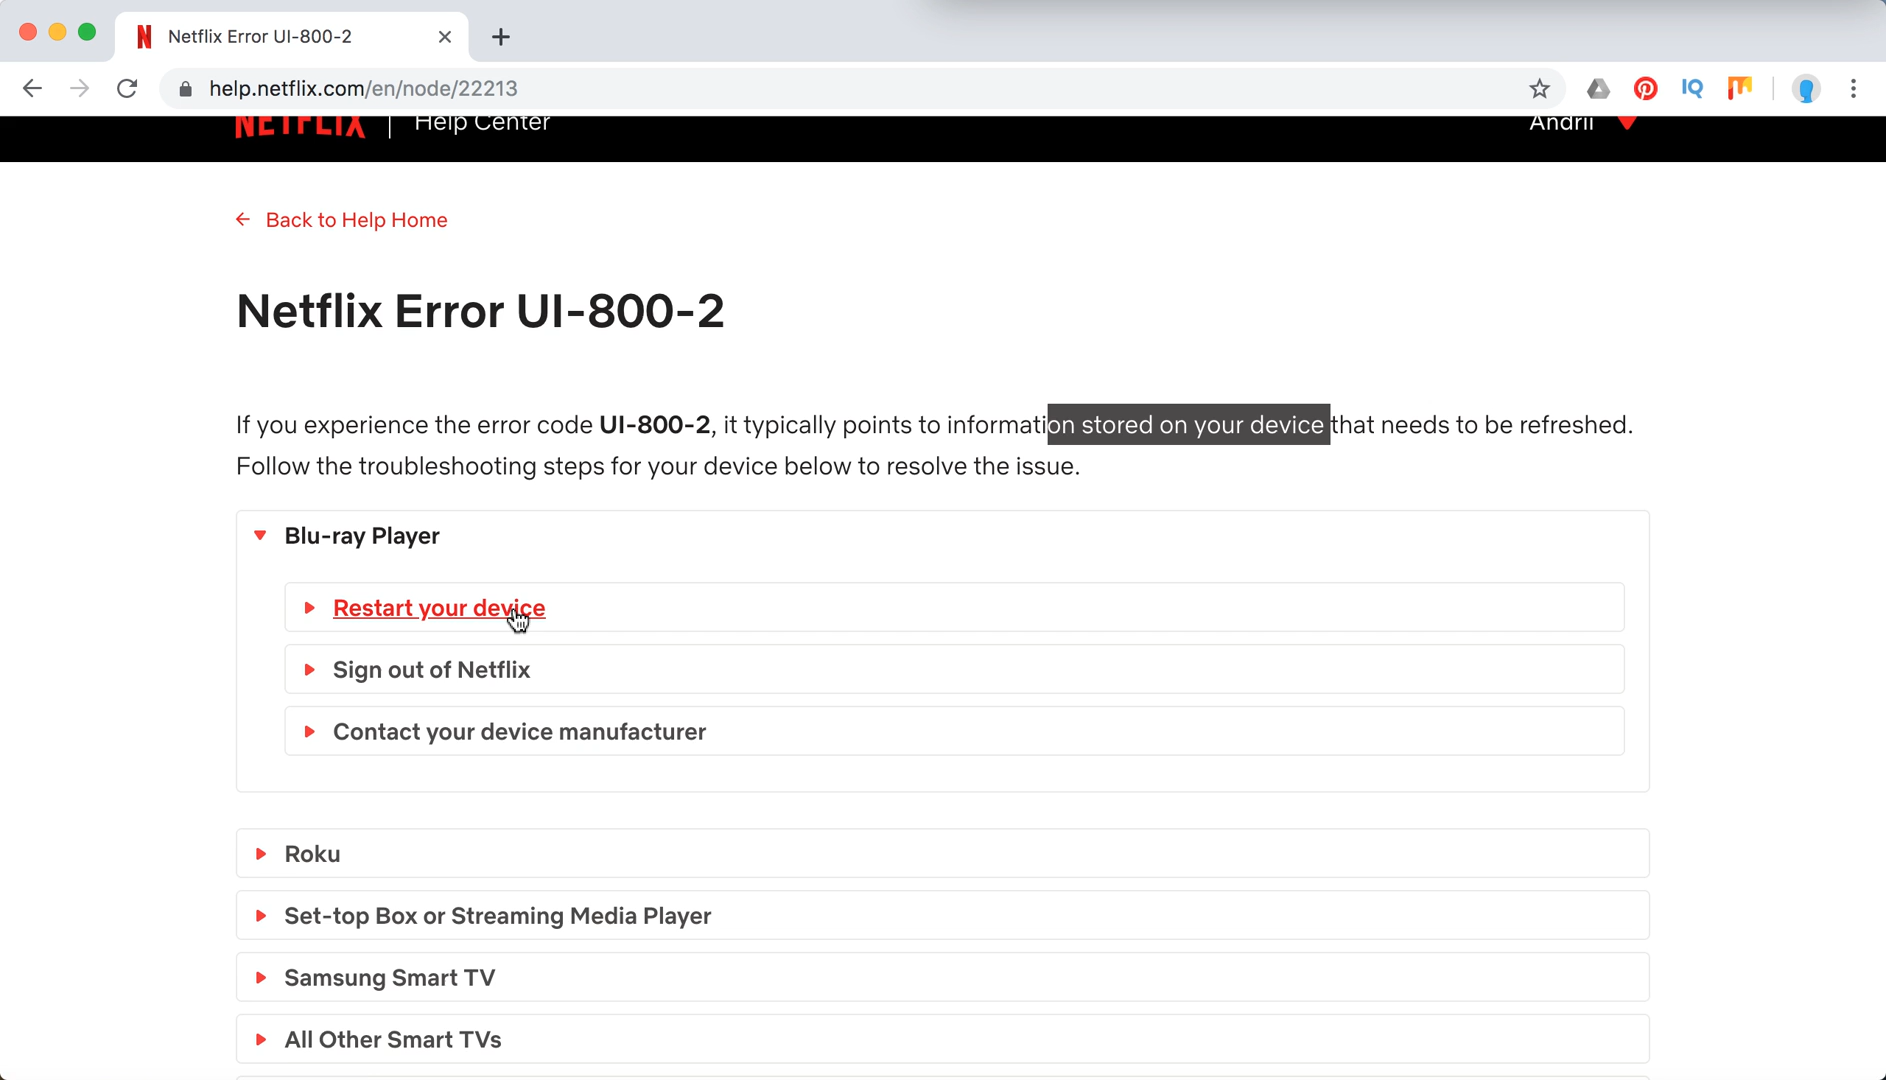 Netflix Error UI-800-2
help.netflix.com/en/node/22213
IQ
NETFLIX | Help Center
Andrii
Back to Help Home
Netflix Error UI-800-2
If you experience the error code UI-800-2, it typically points to information stored on your device that needs to be refreshed.
Follow the troubleshooting steps for your device below to resolve the issue.
Blu-ray Player
Restart your device
Sign out of Netflix
Contact your device manufacturer
Roku
Set-top Box or Streaming Media Player
Samsung Smart TV
All Other Smart TVs